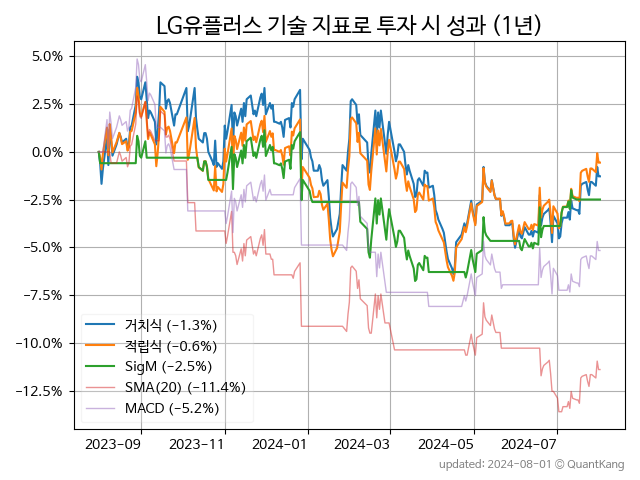 LG유플러스 기술 지표로 투자 시 성과 (1년)
5.0%
2.5%
0.0%
−2.5%
−5.0%
−7.5%
−10.0%
−12.5%
거치식 (−1.3%)
적립식 (−0.6%)
SigM (−2.5%)
SMA(20) (−11.4%)
MACD (−5.2%)
2023-09 2023-11 2024-01 2024-03 2024-05 2024-07
updated: 2024-08-01 © QuantKang